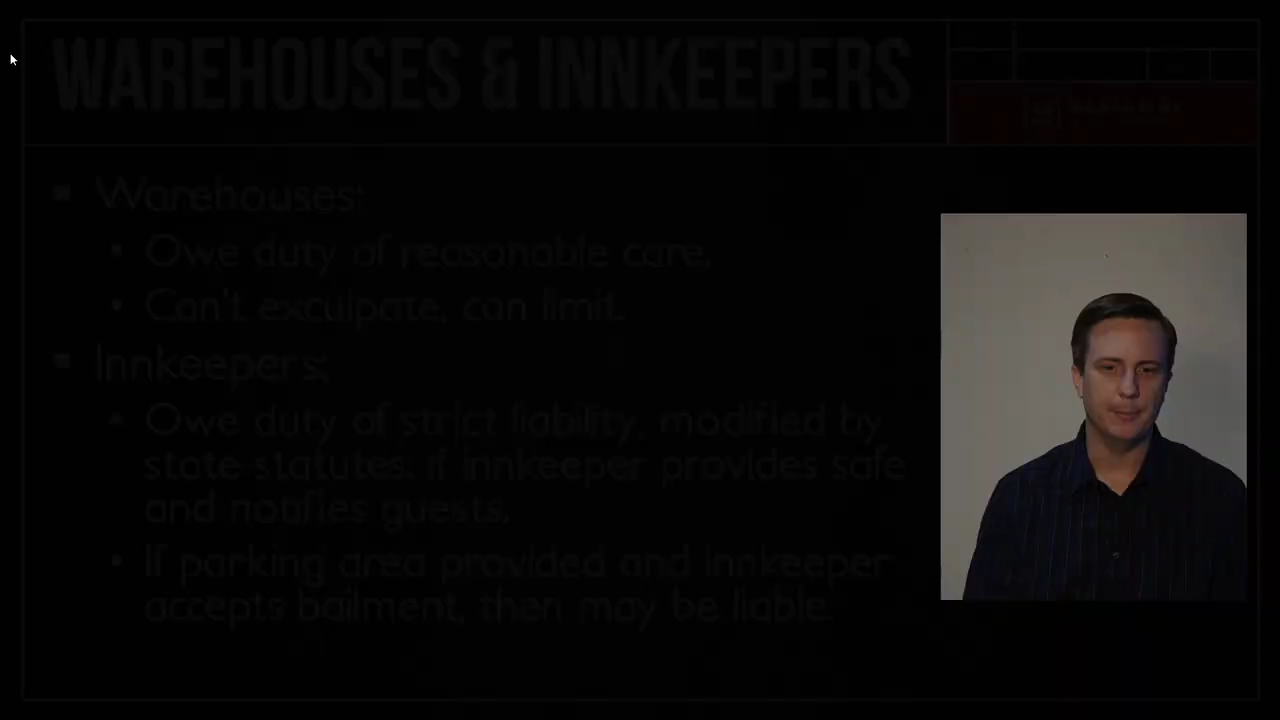 WAREHOUSES & INNKEEPERS
▪ Warehouses:
• Owe duty of reasonable care.
• Can't exculpate, can limit.
▪ Innkeepers:
• Owe duty of strict liability, modified by
state statutes. If innkeeper provides safe
and notifies guests.
• If parking area provided and innkeeper
accepts bailment, then may be liable.